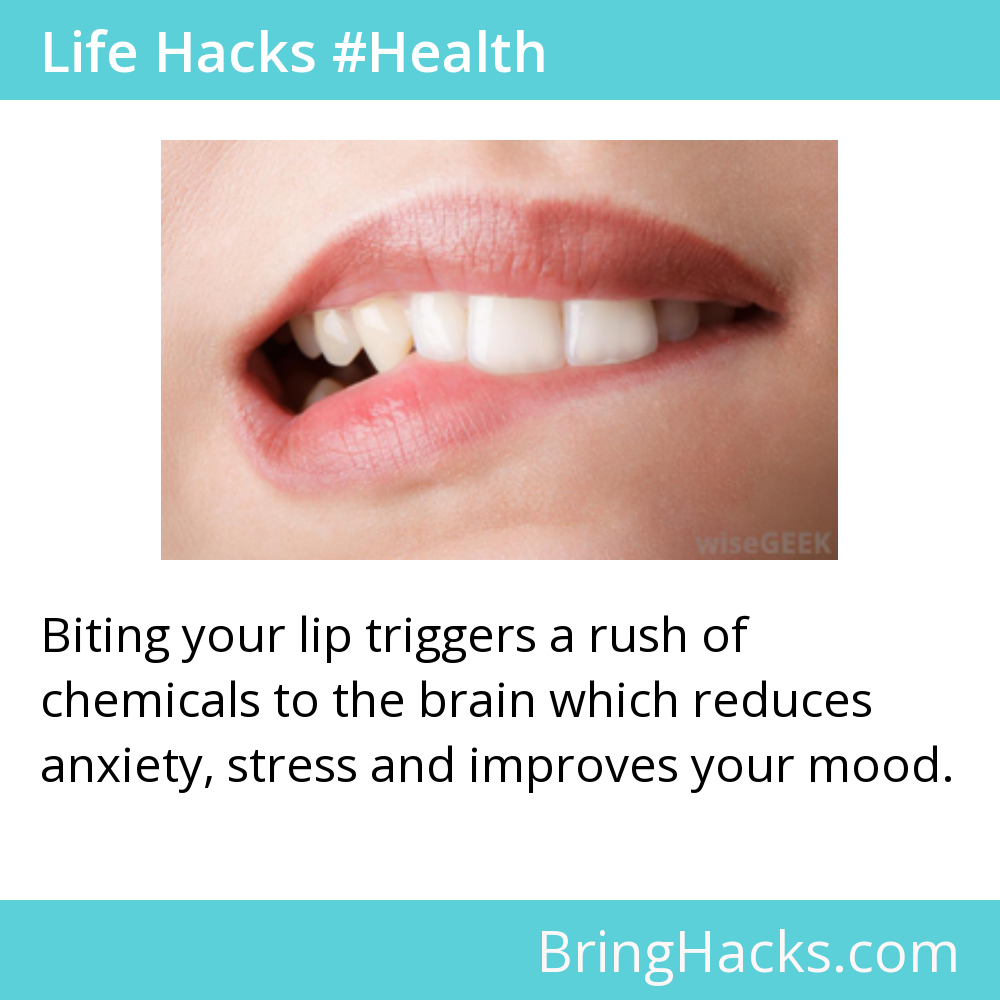 Life Hacks #Health
wiseGEEK
Biting your lip triggers a rush of
chemicals to the brain which reduces
anxiety, stress and improves your mood.
BringHacks.com